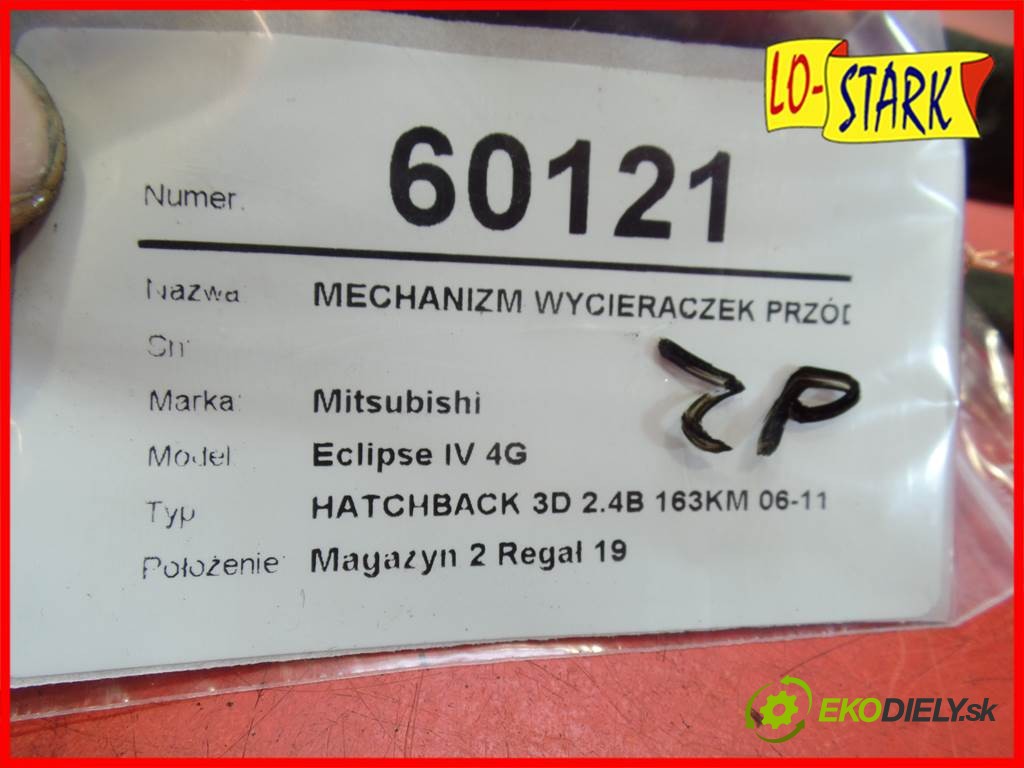 LO-STARK
Numer: 60121
Nazwa MECHANIZM WYCIERACZEK PRZÓD
Sn:
Marka: Mitsubishi
Model Eclipse IV 4G
Typ HATCHBACK 3D 2.4B 163KM 06-11
Położenie: Magazyn 2 Regał 19
ZP
EKODIELY.sk